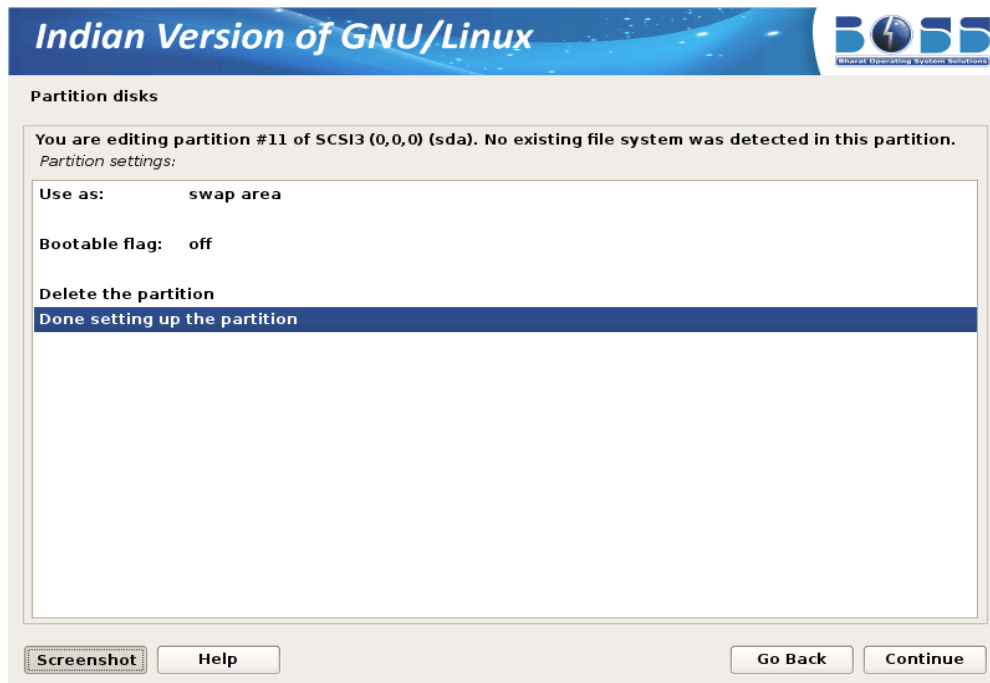 Indian Version of GNU/Linux
BOSS
Bharat Operating System Solutions
Partition disks
You are editing partition #11 of SCSI3 (0,0,0) (sda). No existing file system was detected in this partition.
Partition settings:
Use as: swap area
Bootable flag: off
Delete the partition
Done setting up the partition
Screenshot Help Go Back Continue